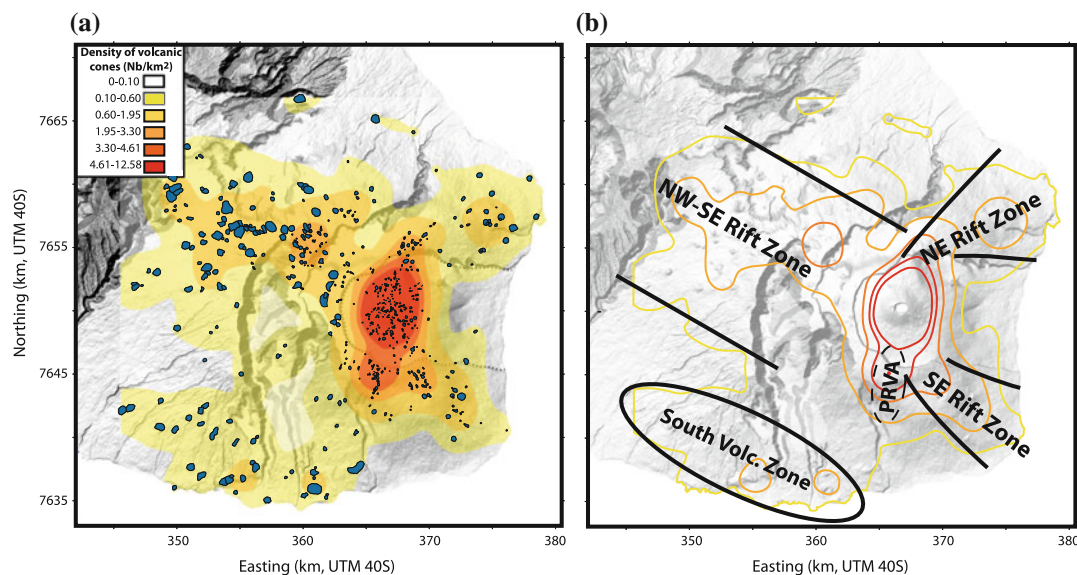 (a)
(b)
Density of volcanic
cones (Nb/km2)
0-0.10
0.10-0.60
0.60-1.95
1.95-3.30
3.30-4.61
4.61-12.58
7665
7655
7645
7635
Northing (km, UTM 40S)
350
360
370
380
Easting (km, UTM 40S)
NW-SE Rift Zone
NE Rift Zone
SE Rift Zone
PRVA
South Volc. Zone
350
360
370
380
Easting (km, UTM 40S)